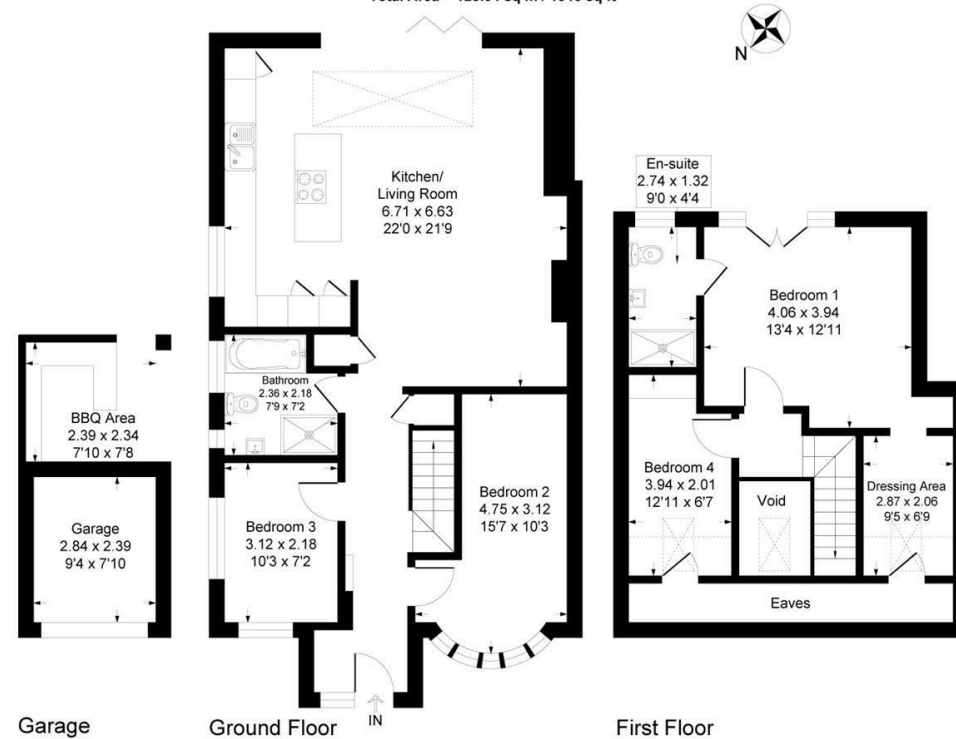 N
En-suite
2.74 x 1.32
9'0 x 4'4
Kitchen/
Living Room
6.71 x 6.63
22'0 x 21'9
Bedroom 1
4.06 x 3.94
13'4 x 12'11
Bathroom
2.36 x 2.18
7'9 x 7'2
BBQ Area
2.39 x 2.34
7'10 x 7'8
Bedroom 4
3.94 x 2.01
12'11 x 6'7
Void
Dressing Area
2.87 x 2.06
9'5 x 6'9
Bedroom 2
4.75 x 3.12
15'7 x 10'3
Garage
2.84 x 2.39
9'4 x 7'10
Bedroom 3
3.12 x 2.18
10'3 x 7'2
Eaves
IN
Garage
Ground Floor
First Floor